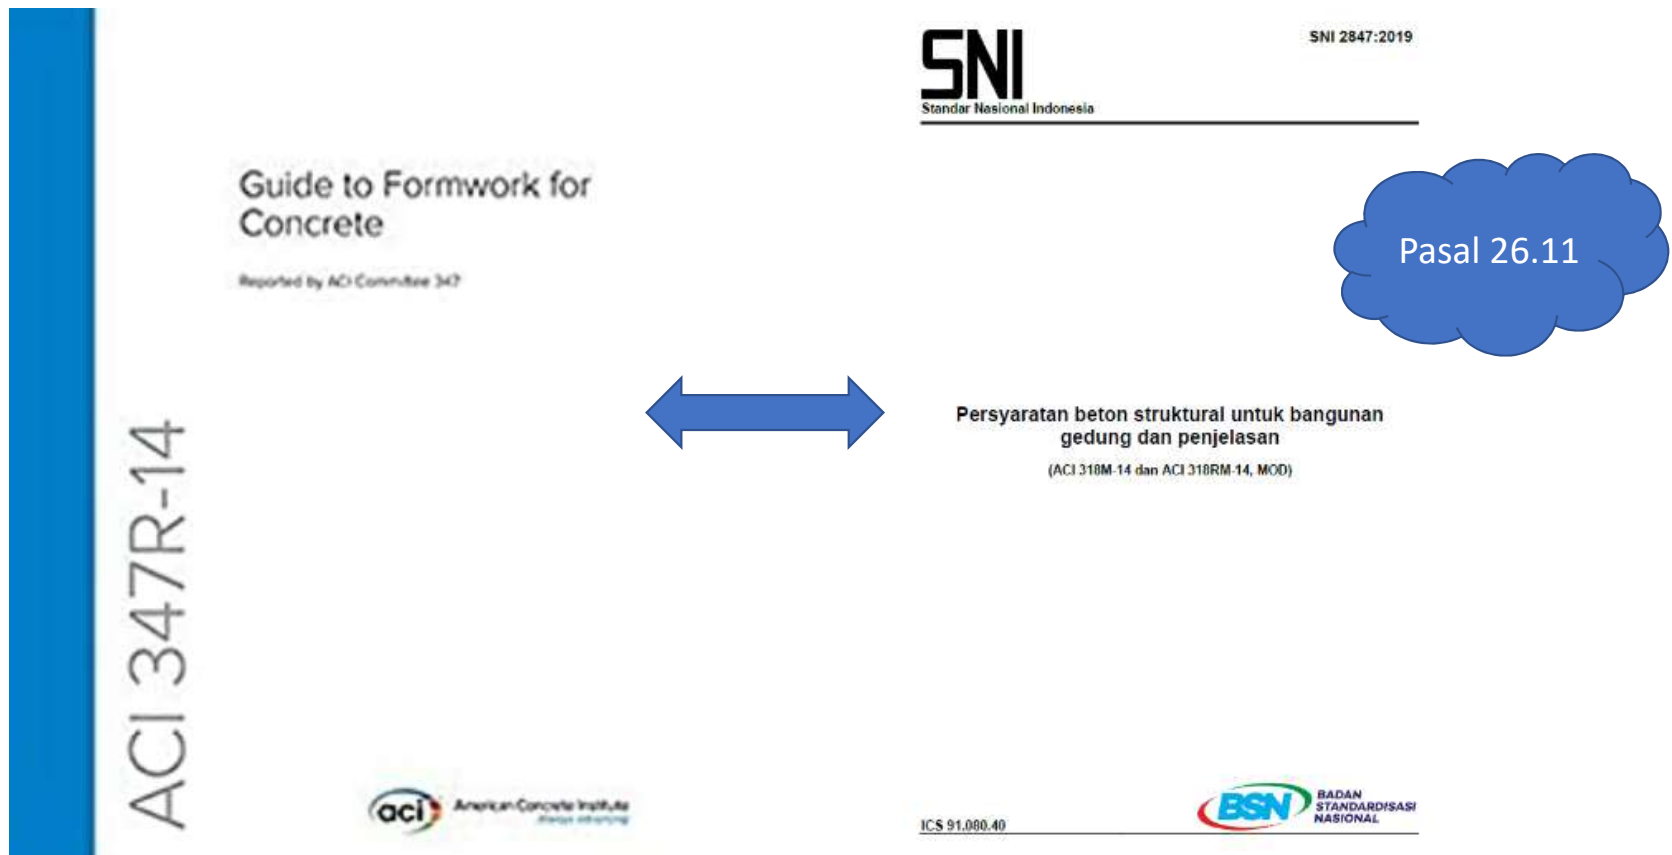 ACI 347R-14
Guide to Formwork for
Concrete
Reported by ACI Committee 347
aci
American Concrete Institute
Always advancing
SNI
Standar Nasional Indonesia
SNI 2847:2019
Pasal 26.11
Persyaratan beton struktural untuk bangunan
gedung dan penjelasan
(ACI 318M-14 dan ACI 318RM-14, MOD)
ICS 91.080.40
BSN
BADAN
STANDARDISASI
NASIONAL